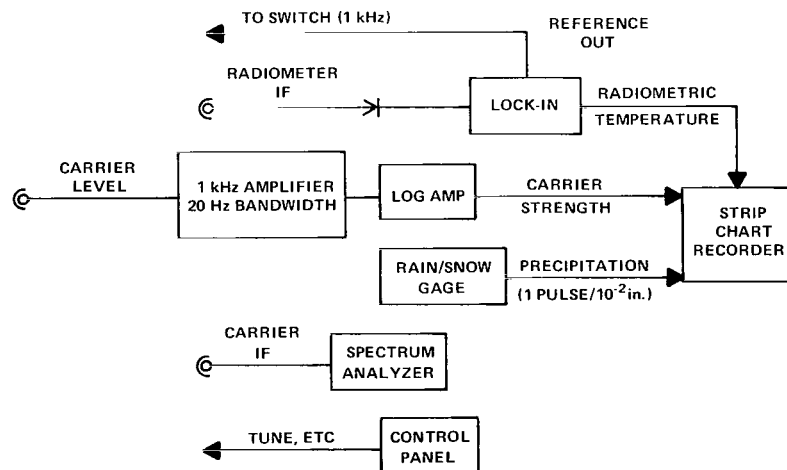 TO SWITCH (1 kHz)
REFERENCE
OUT
RADIOMETER
IF
LOCK-IN
RADIOMETRIC
TEMPERATURE
CARRIER
LEVEL
1 kHz AMPLIFIER
20 Hz BANDWIDTH
LOG AMP
CARRIER
STRENGTH
STRIP
CHART
RECORDER
RAIN/SNOW
GAGE
PRECIPITATION
(1 PULSE/10⁻² in.)
CARRIER
IF
SPECTRUM
ANALYZER
TUNE, ETC
CONTROL
PANEL